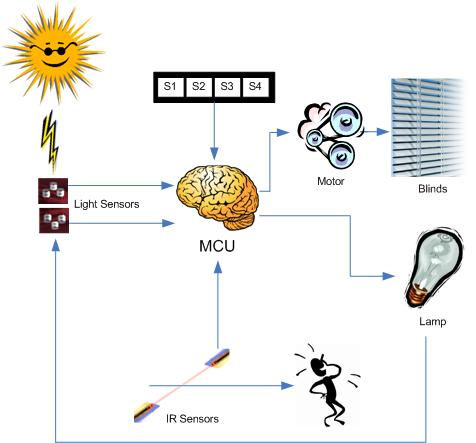 S1 S2 S3 S4
Motor
Blinds
Light Sensors
MCU
Lamp
IR Sensors